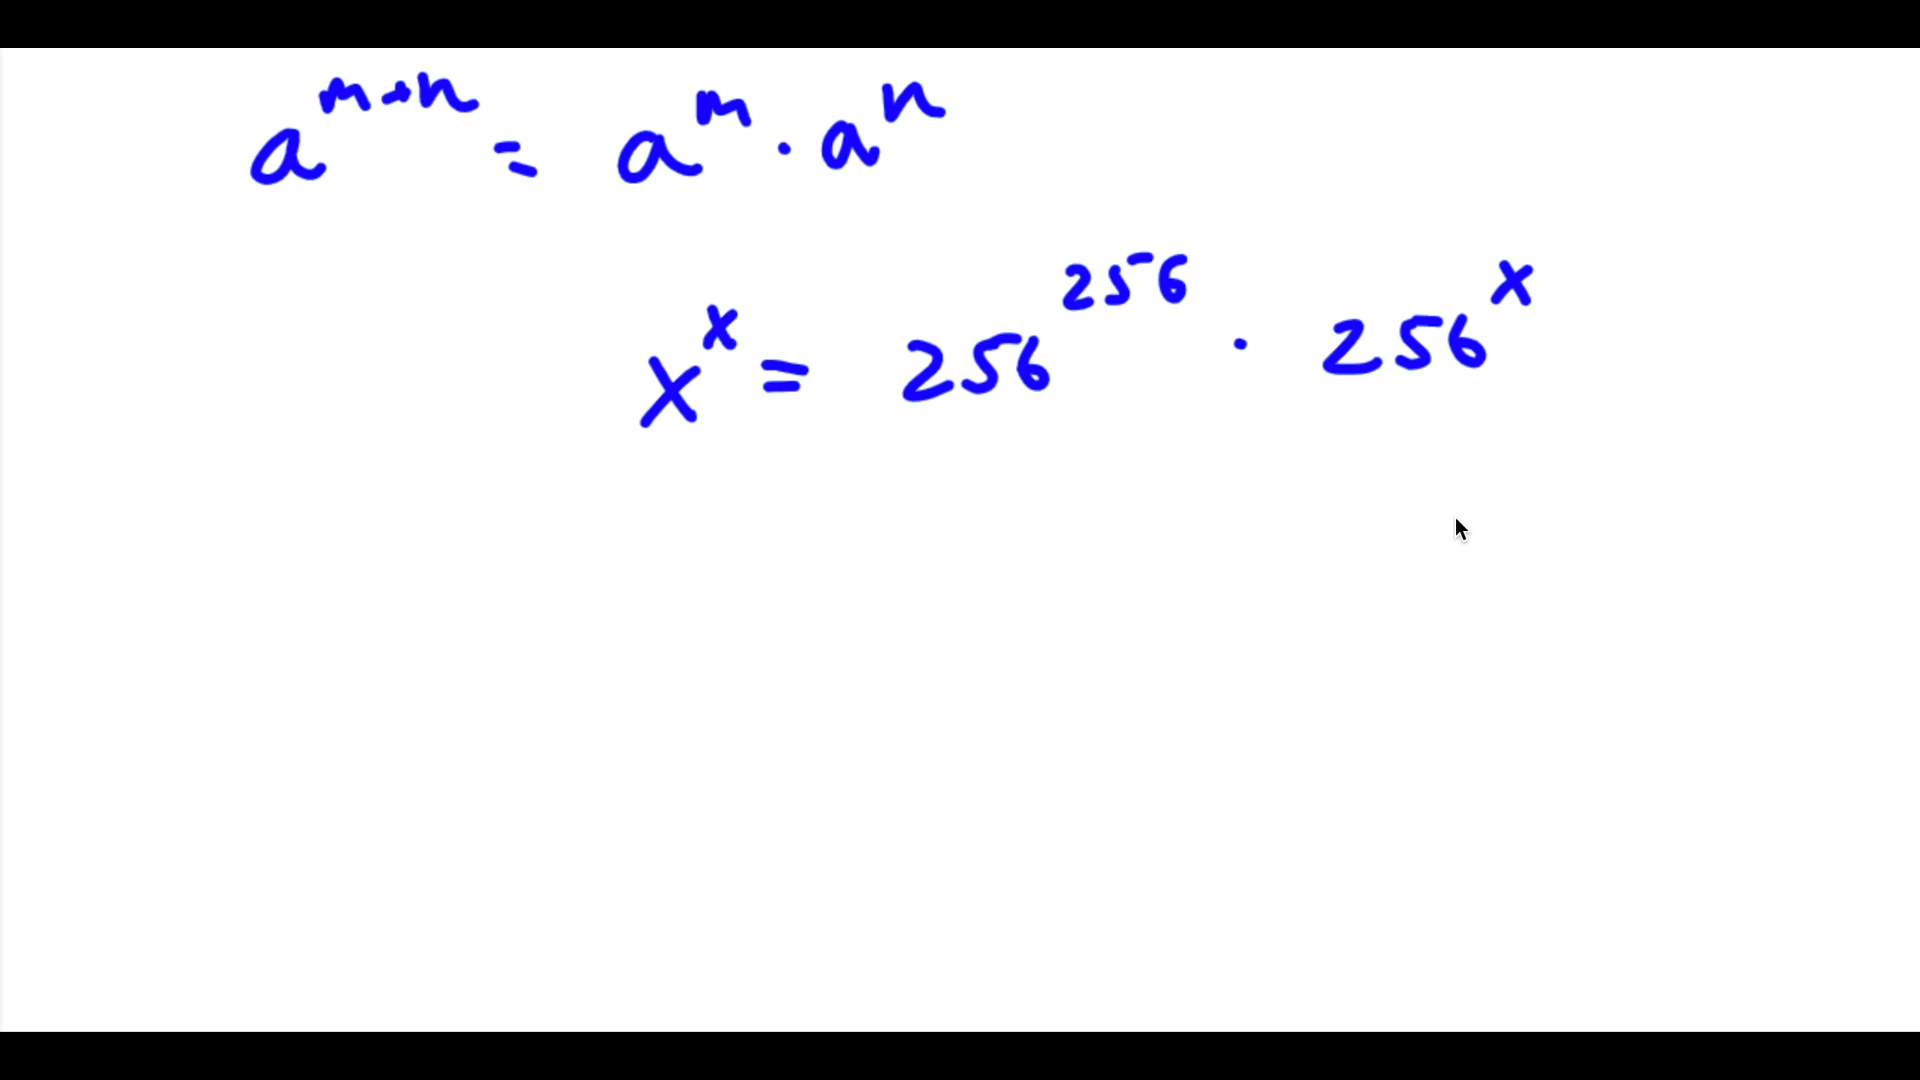 a^{m+n} = a^m · a^n
x^x = 256^{256} · 256^x